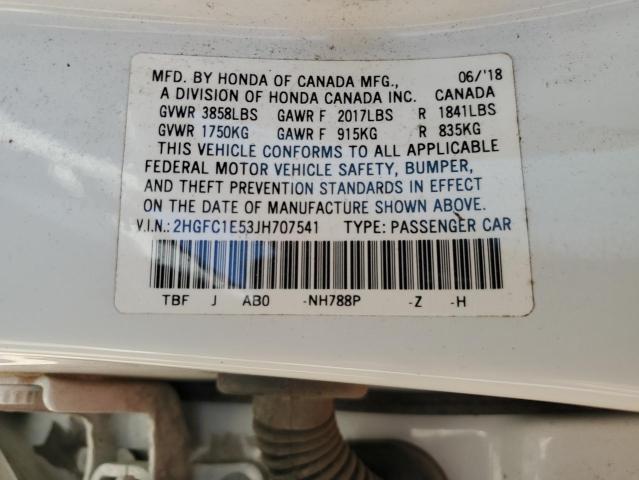 MFD. BY HONDA OF CANADA MFG., 06/'18
A DIVISION OF HONDA CANADA INC. CANADA
GVWR 3858LBS GAWR F 2017LBS R 1841LBS
GVWR 1750KG GAWR F 915KG R 835KG
THIS VEHICLE CONFORMS TO ALL APPLICABLE
FEDERAL MOTOR VEHICLE SAFETY, BUMPER,
AND THEFT PREVENTION STANDARDS IN EFFECT
ON THE DATE OF MANUFACTURE SHOWN ABOVE.
V.I.N.: 2HGFC1E53JH707541 TYPE: PASSENGER CAR
TBF J AB0 -NH788P -Z -H